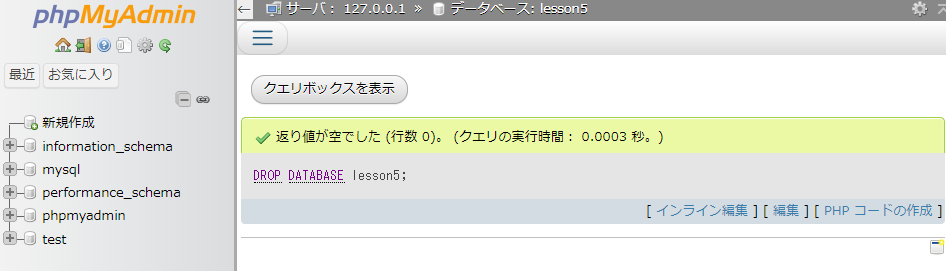 phpMyAdmin
最近 お気に入り
新規作成
information_schema
mysql
performance_schema
phpmyadmin
test
サーバ： 127.0.0.1 » データベース: lesson5
クエリボックスを表示
返り値が空でした (行数 0)。 (クエリの実行時間： 0.0003 秒。)
DROP DATABASE lesson5;
[ インライン編集 ] [ 編集 ] [ PHP コードの作成 ]